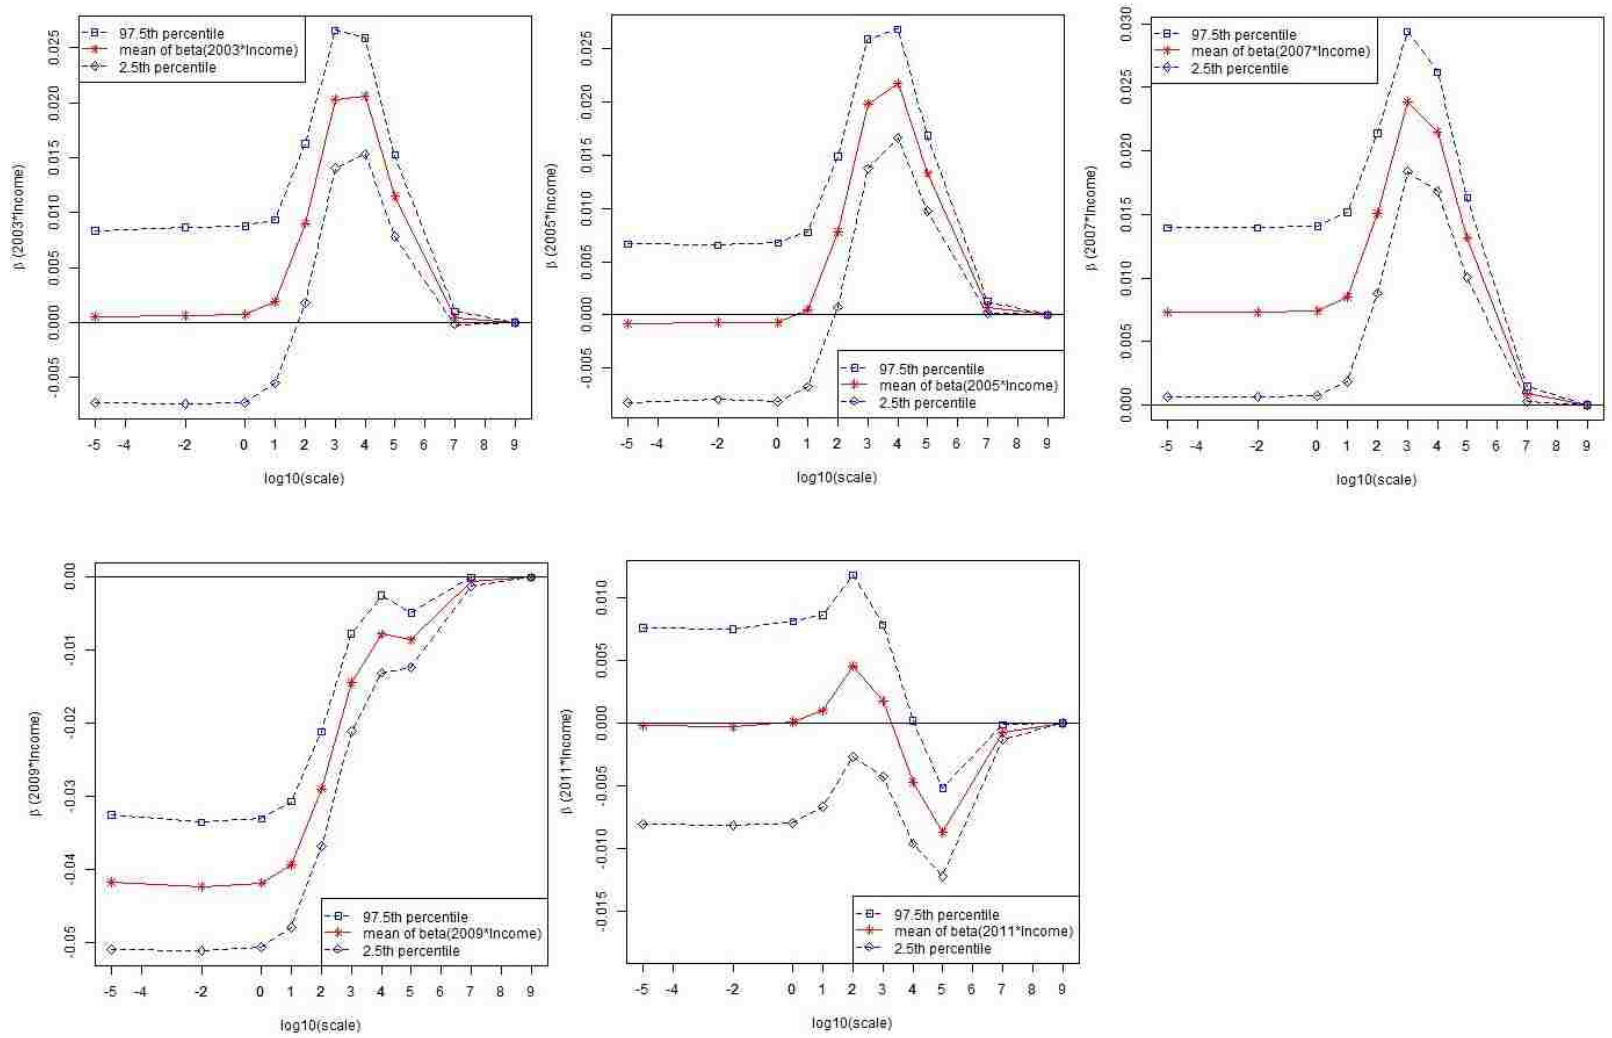 97.5th percentile
mean of beta(2003*Income)
2.5th percentile
β (2003*Income)
0.025
0.020
0.015
0.010
0.005
0.000
-0.005
-5 -4 -2 0 1 2 3 4 5 7 9
log10(scale)
97.5th percentile
mean of beta(2005*Income)
2.5th percentile
β (2005*Income)
0.025
0.020
0.015
0.010
0.005
0.000
-0.005
-5 -4 -2 0 1 2 3 4 5 7 9
log10(scale)
97.5th percentile
mean of beta(2007*Income)
2.5th percentile
β (2007*Income)
0.030
0.025
0.020
0.015
0.010
0.005
0.000
-5 -4 -2 0 1 2 3 4 5 7 9
log10(scale)
β (2009*Income)
0.00
-0.01
-0.02
-0.03
-0.04
-0.05
97.5th percentile
mean of beta(2009*Income)
2.5th percentile
-5 -4 -2 0 1 2 3 4 5 7 9
log10(scale)
β (2011*Income)
0.010
0.005
0.000
-0.005
-0.010
-0.015
97.5th percentile
mean of beta(2011*Income)
2.5th percentile
-5 -4 -2 0 1 2 3 4 5 7 9
log10(scale)